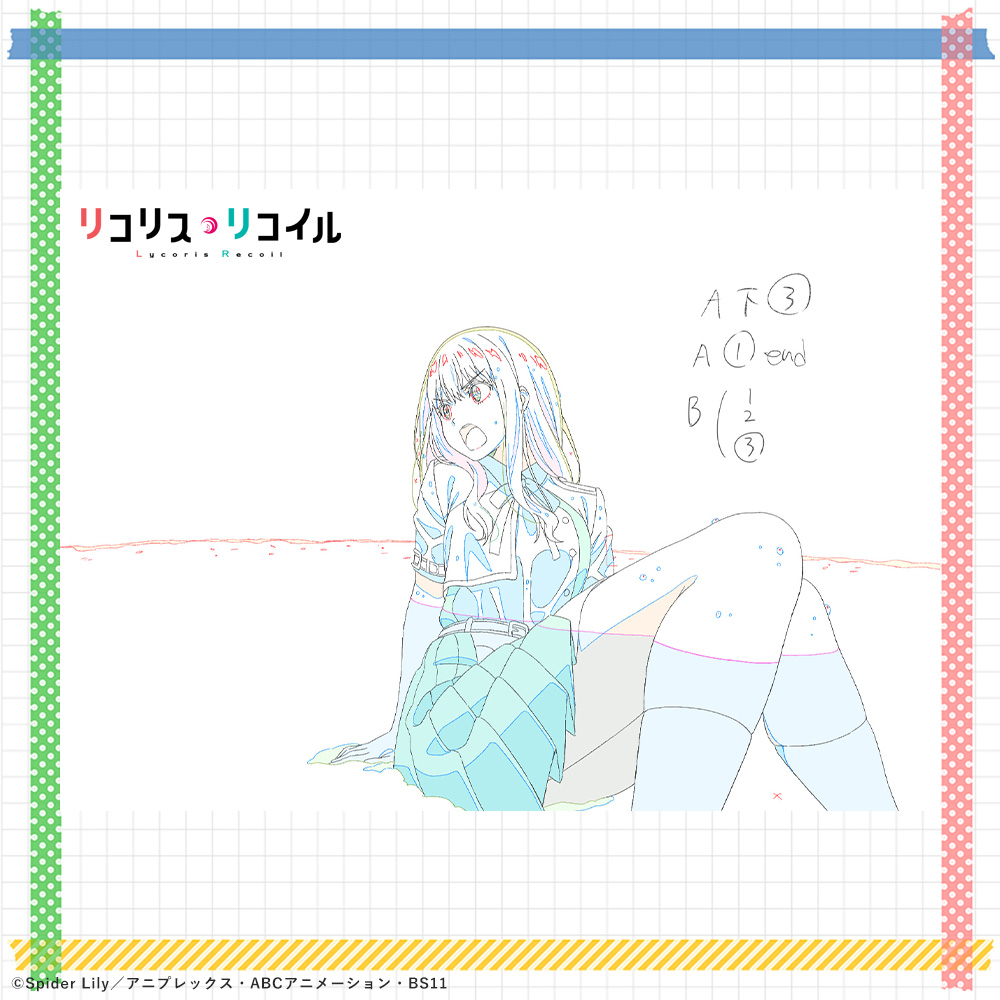 リコリス・リコイル
Lycoris Recoil
A 下 ③
A ① end
B ( 1
2
③
©Spider Lily／アニプレックス・ABCアニメーション・BS11